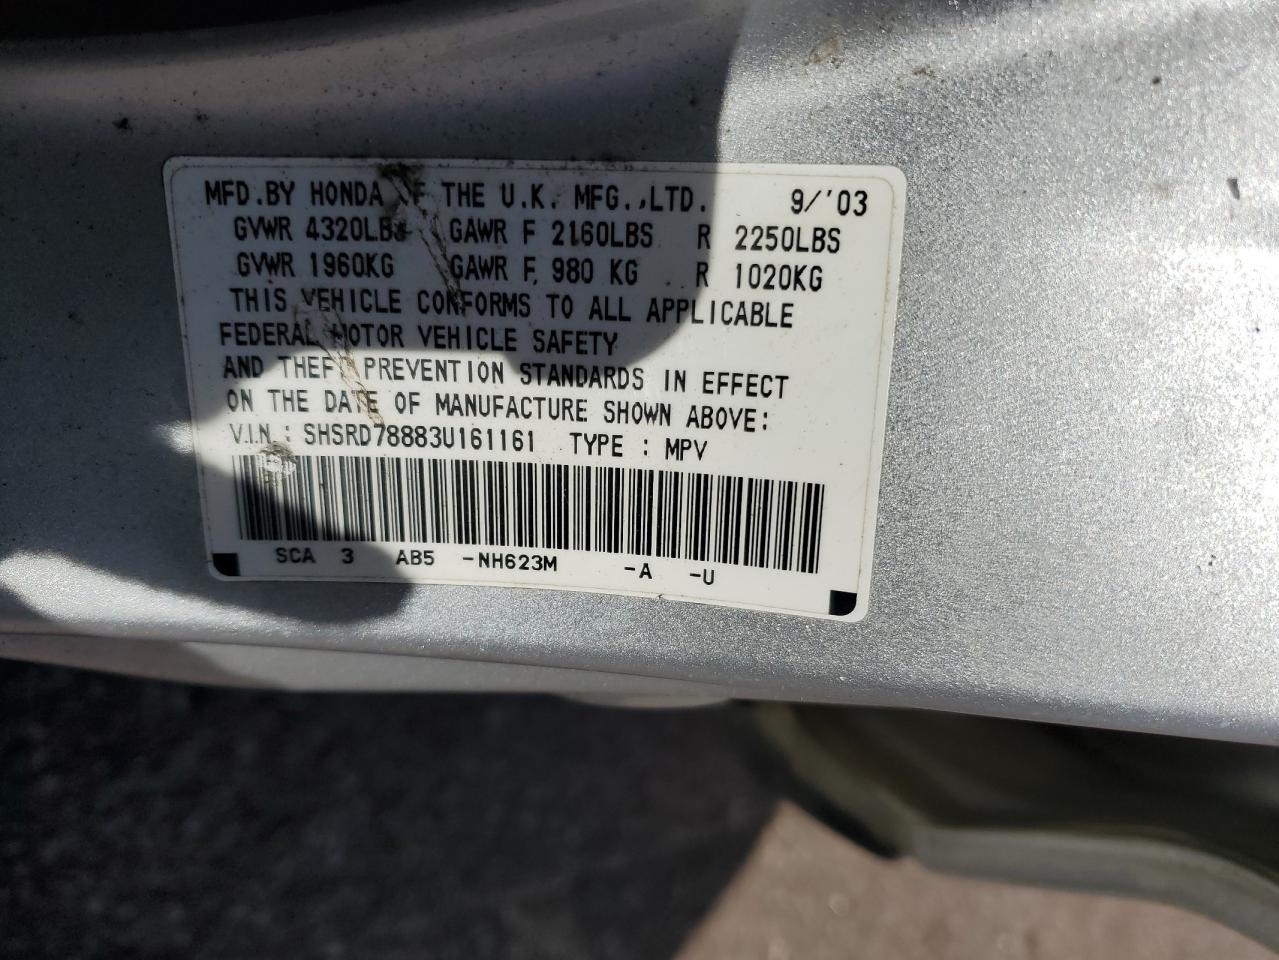 MFD.BY HONDA OF THE U.K. MFG.,LTD. 9/'03
GVWR 4320LBS GAWR F 2160LBS R 2250LBS
GVWR 1960KG GAWR F 980 KG R 1020KG
THIS VEHICLE CONFORMS TO ALL APPLICABLE
FEDERAL MOTOR VEHICLE SAFETY
AND THEFT PREVENTION STANDARDS IN EFFECT
ON THE DATE OF MANUFACTURE SHOWN ABOVE:
V.I.N. : SHSRD78883U161161 TYPE : MPV
SCA 3 AB5 -NH623M -A -U